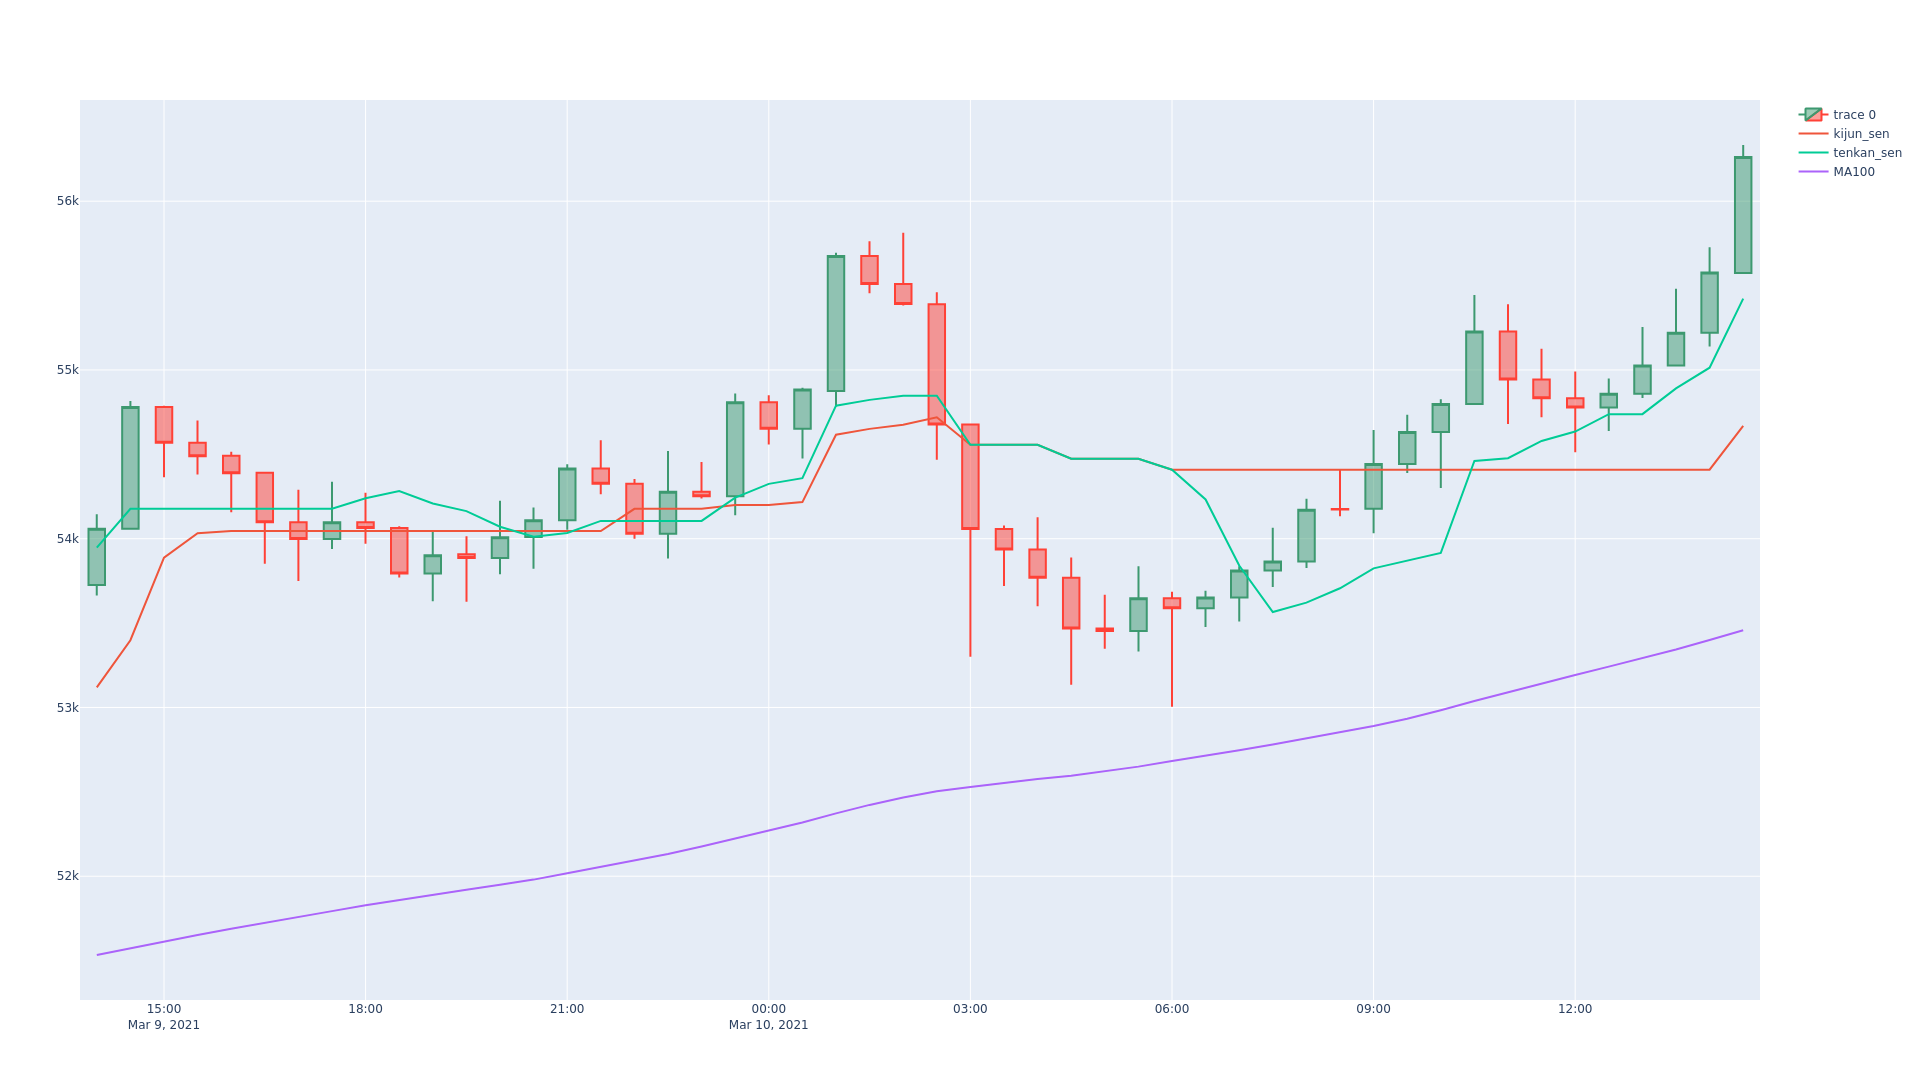 trace 0
kijun_sen
tenkan_sen
MA100
56k
55k
54k
53k
52k
15:00
Mar 9, 2021
18:00
21:00
00:00
Mar 10, 2021
03:00
06:00
09:00
12:00